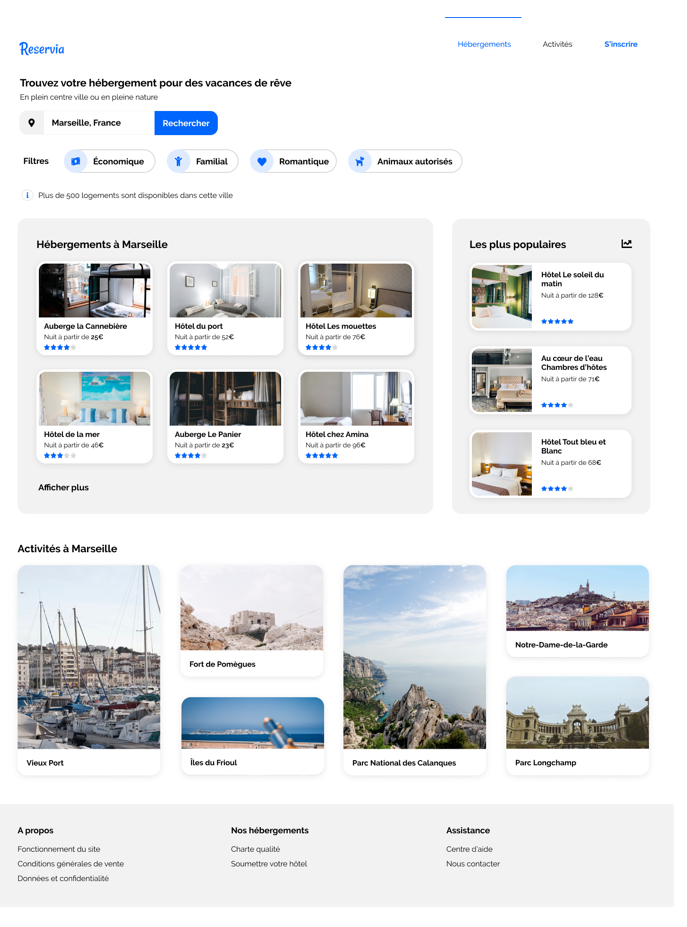 Reservia
Hébergements
Activités
S'inscrire
Trouvez votre hébergement pour des vacances de rêve
En plein centre ville ou en pleine nature
Marseille, France
Rechercher
Filtres
Économique
Familial
Romantique
Animaux autorisés
Plus de 500 logements sont disponibles dans cette ville
Hébergements à Marseille
Auberge la Cannebière
Nuit à partir de 25€
Hôtel du port
Nuit à partir de 52€
Hôtel Les mouettes
Nuit à partir de 76€
Hôtel de la mer
Nuit à partir de 46€
Auberge Le Panier
Nuit à partir de 23€
Hôtel chez Amina
Nuit à partir de 96€
Afficher plus
Les plus populaires
Hôtel Le soleil du
matin
Nuit à partir de 128€
Au cœur de l'eau
Chambres d'hôtes
Nuit à partir de 71€
Hôtel Tout bleu et
Blanc
Nuit à partir de 68€
Activités à Marseille
Vieux Port
Fort de Pomègues
Îles du Frioul
Parc National des Calanques
Notre-Dame-de-la-Garde
Parc Longchamp
A propos
Fonctionnement du site
Conditions générales de vente
Données et confidentialité
Nos hébergements
Charte qualité
Soumettre votre hôtel
Assistance
Centre d'aide
Nous contacter